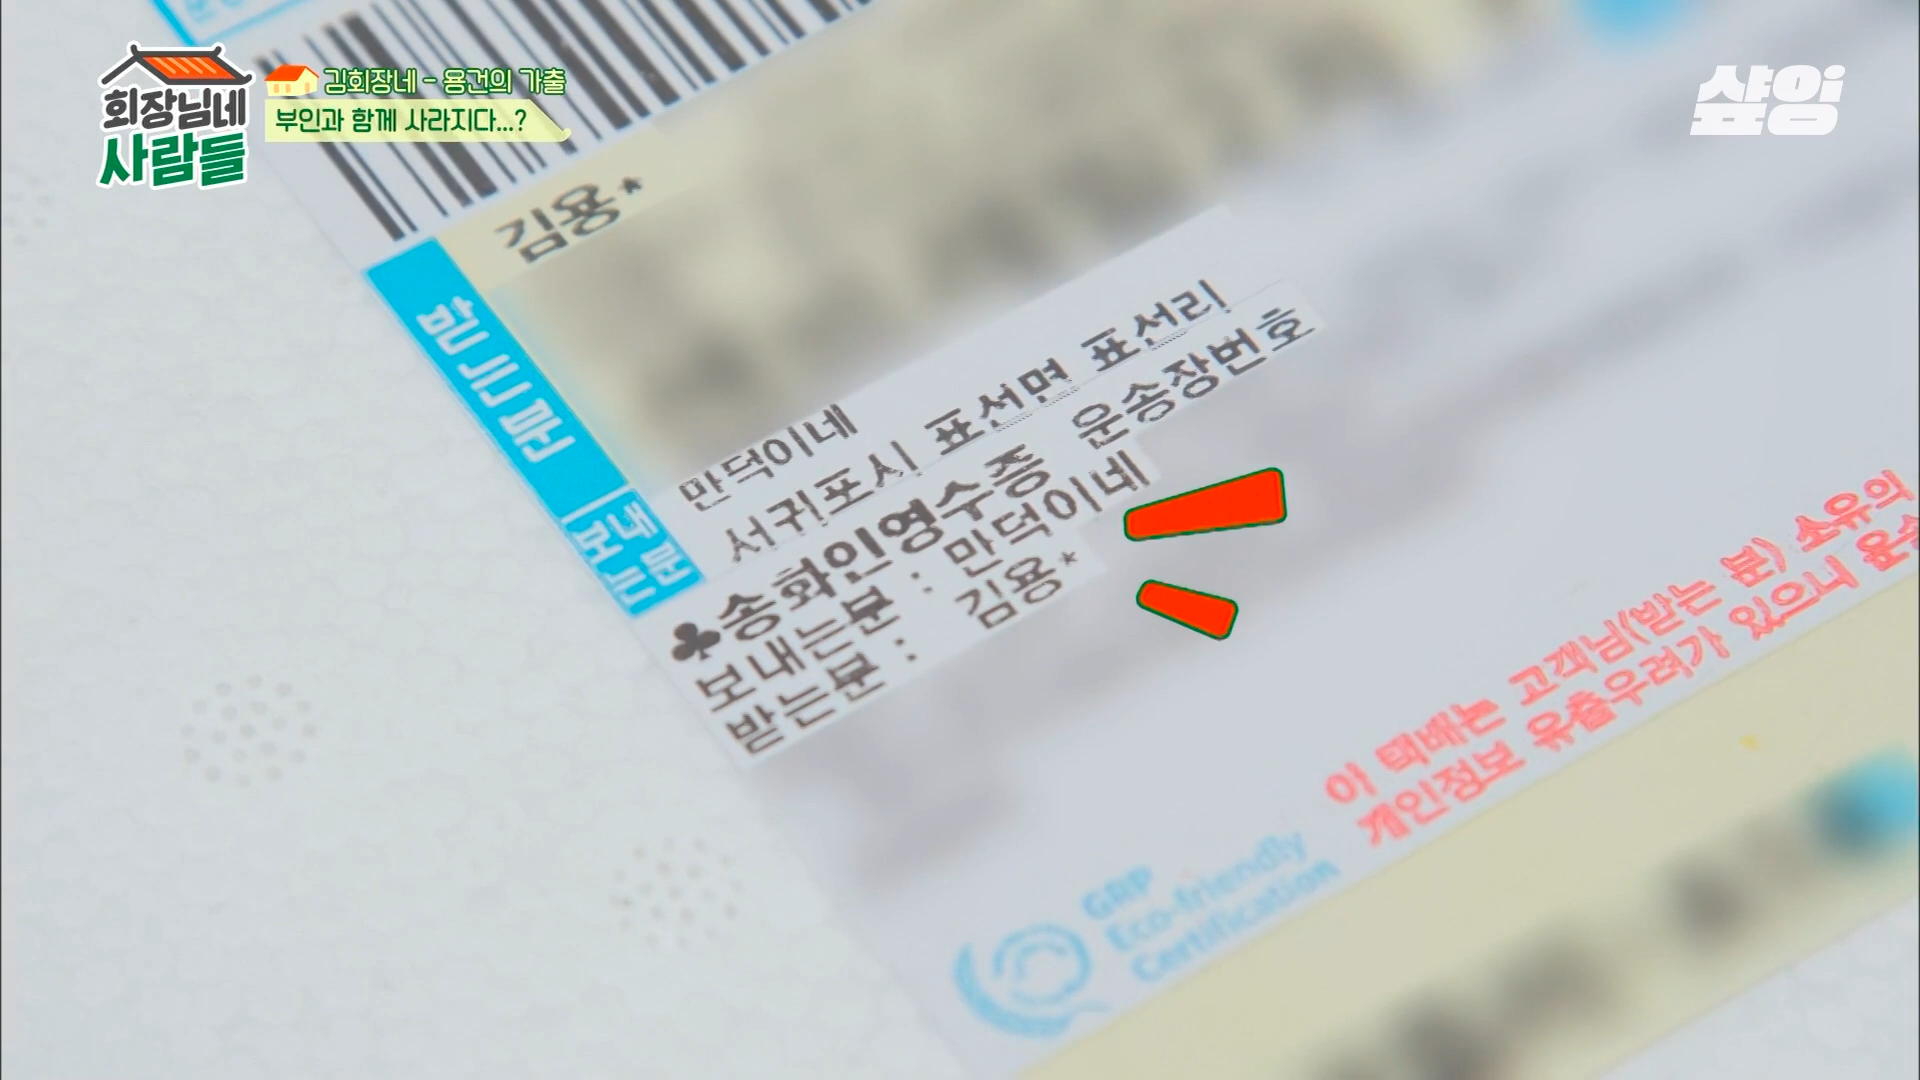 회장님네
사람들
김회장네 - 용건의 가출
부인과 함께 사라지다...?
샾잉
김용*
받는분
만덕이네
서귀포시 표선면 표선리
보내는분
♣송화인영수증 운송장번호
보내는분 : 만덕이네
받는분 : 김용*
이 택배는 고객님(받는 분) 소유의
개인정보 유출우려가 있으니 운송
GRP
Eco-friendly
Certification